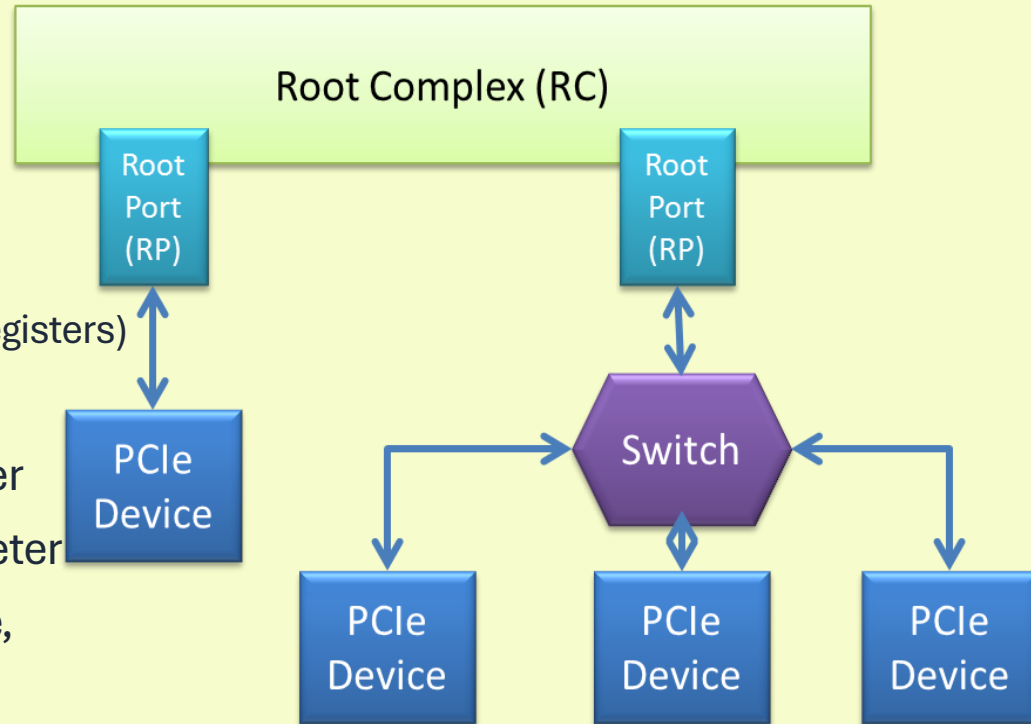 Root Complex (RC)
Root
Port
(RP)
Root
Port
(RP)
egisters)
er
eter
e,
PCIe
Device
Switch
PCIe
Device
PCIe
Device
PCIe
Device